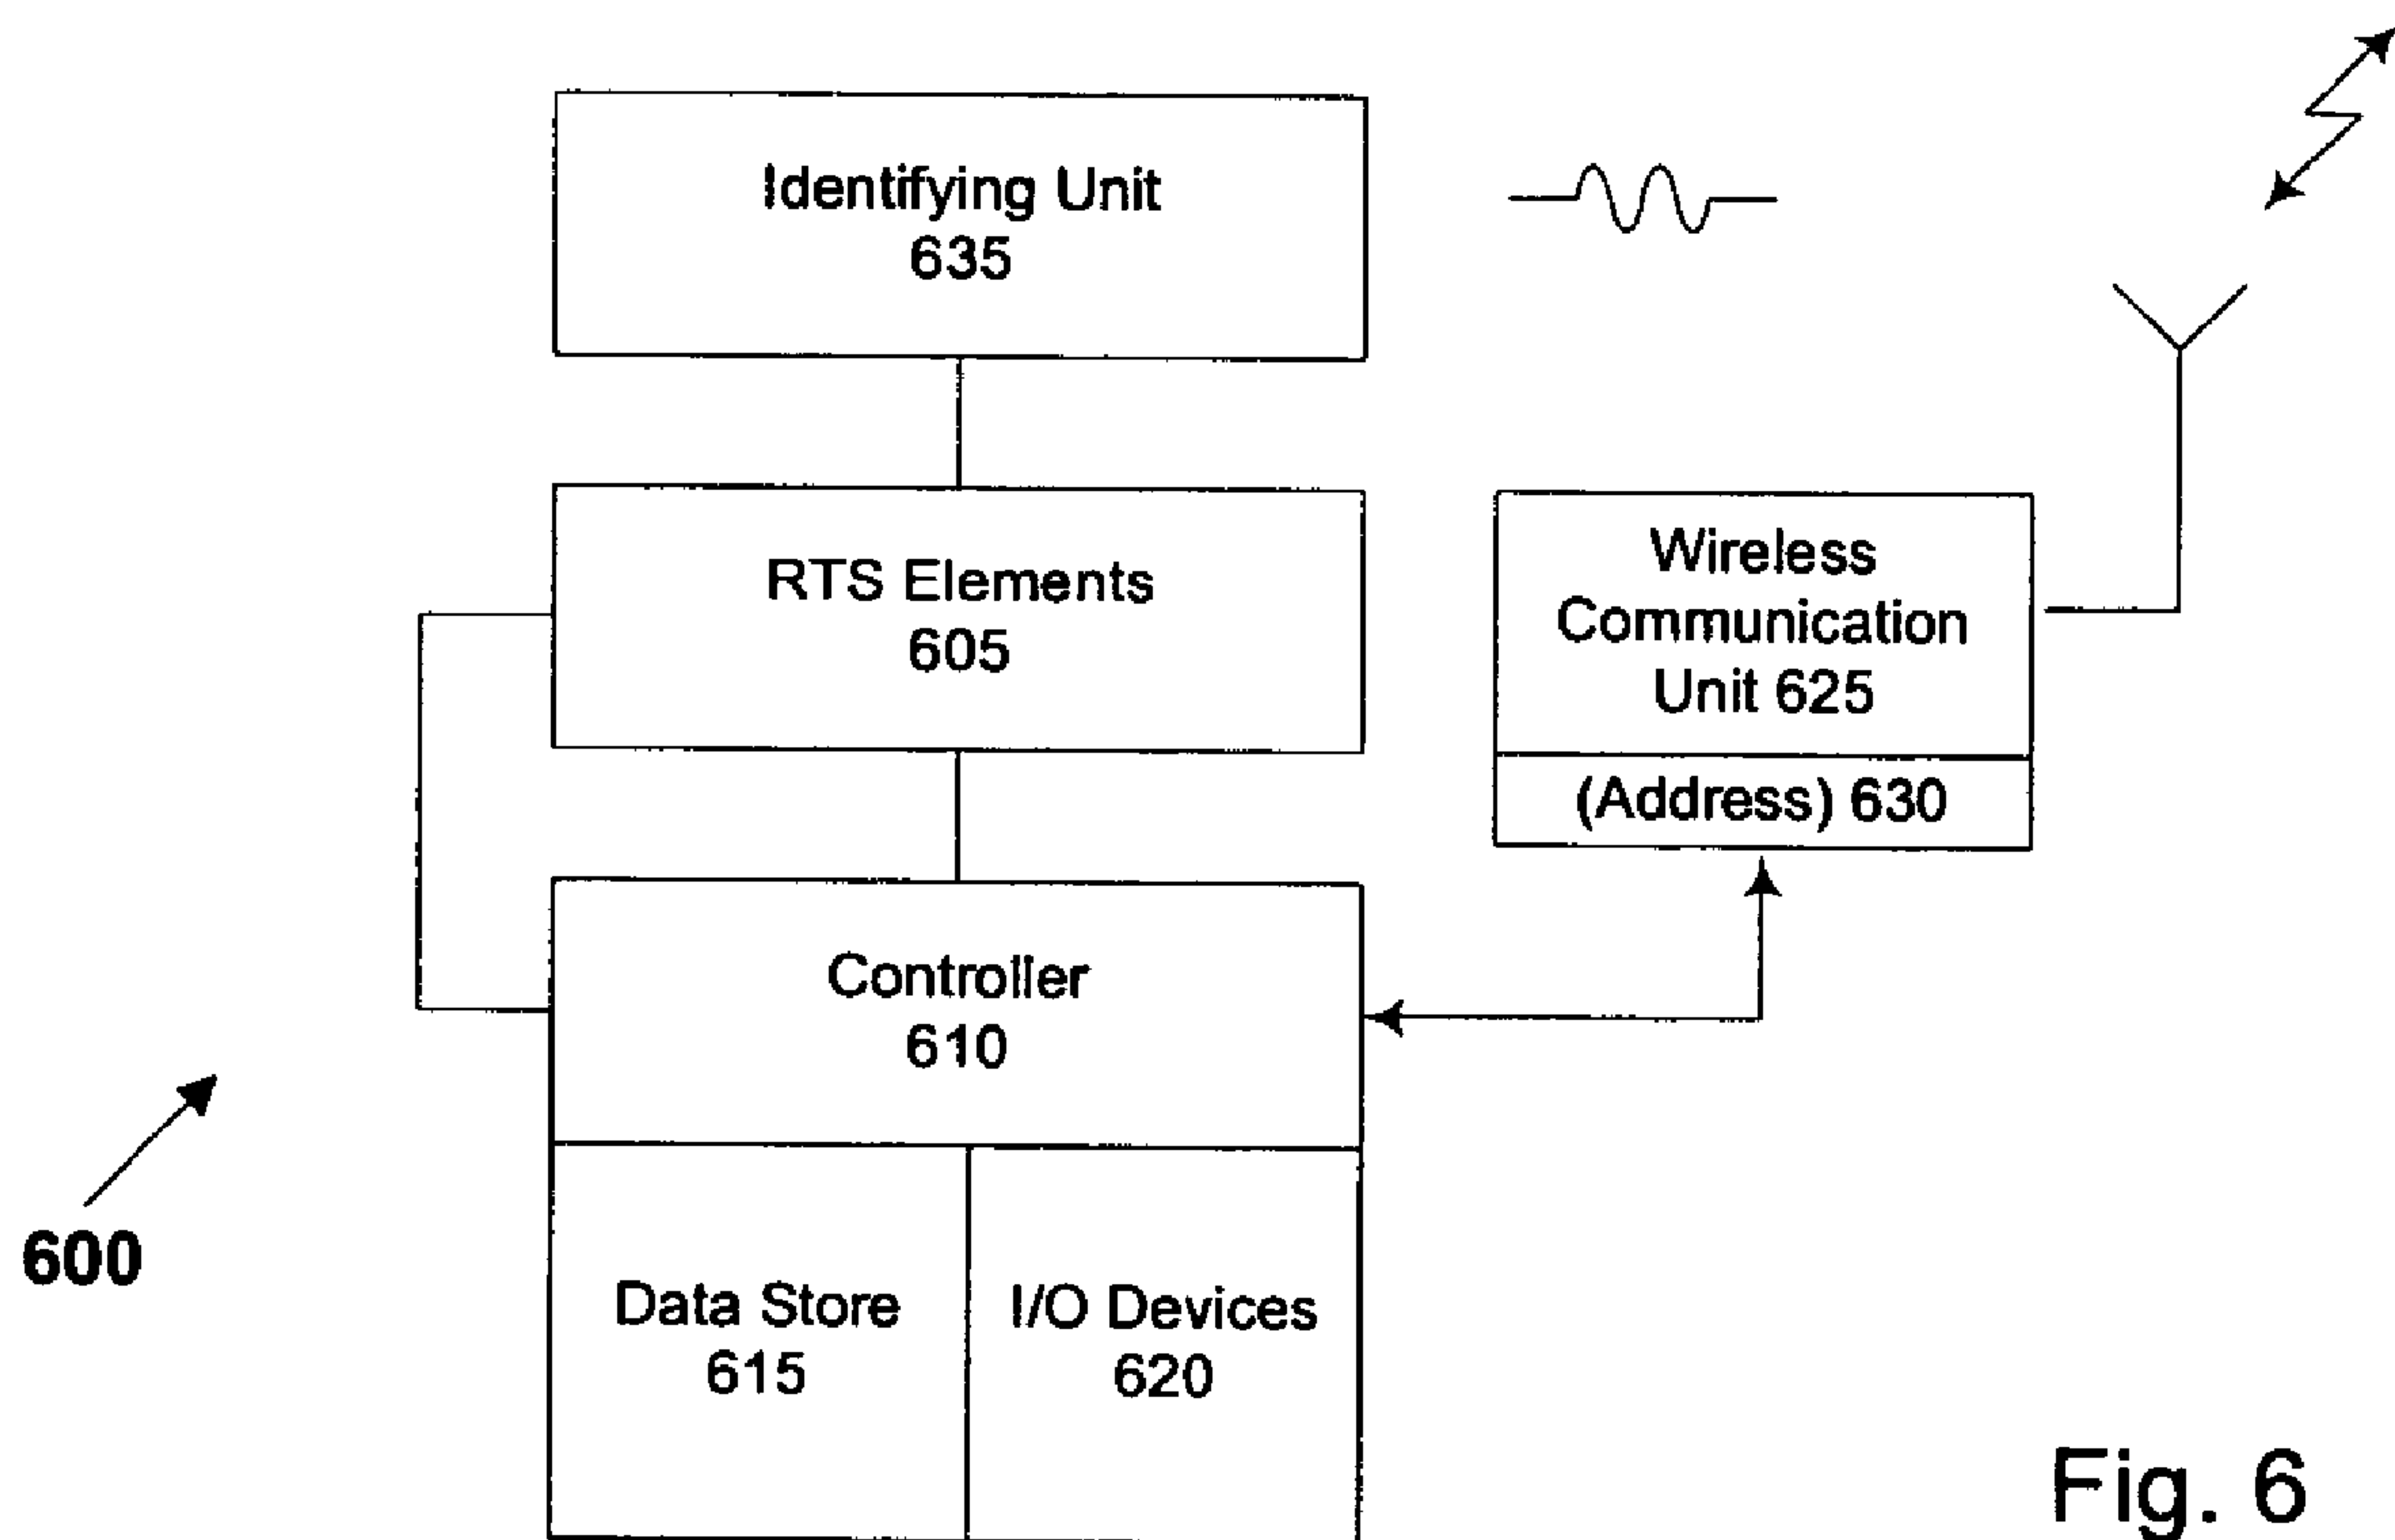 Identifying Unit
635
RTS Elements
605
Wireless
Communication
Unit 625
(Address) 630
Controller
610
600
Data Store
615
I/O Devices
620
Fig. 6